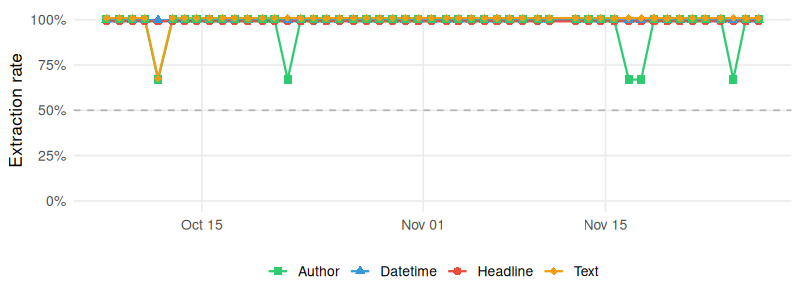 Extraction rate
100%
75%
50%
25%
0%
Oct 15
Nov 01
Nov 15
Author
Datetime
Headline
Text